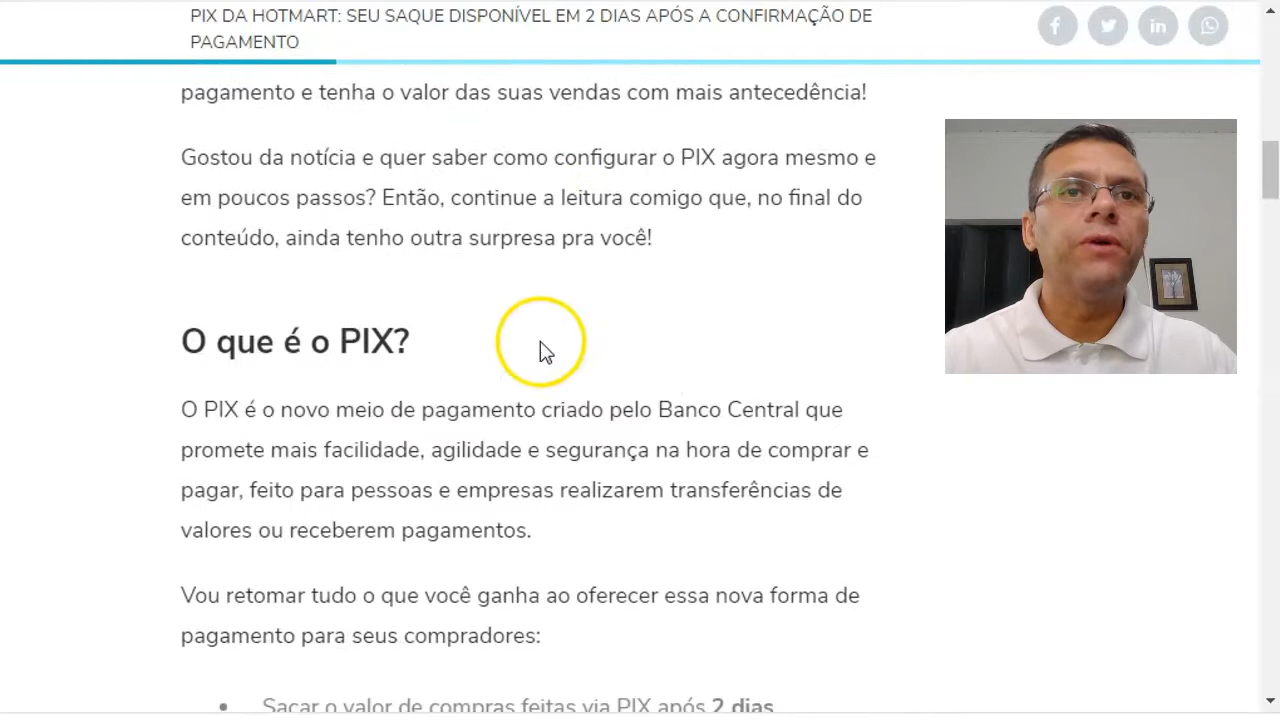 PIX DA HOTMART: SEU SAQUE DISPONÍVEL EM 2 DIAS APÓS A CONFIRMAÇÃO DE
PAGAMENTO
pagamento e tenha o valor das suas vendas com mais antecedência!
Gostou da notícia e quer saber como configurar o PIX agora mesmo e
em poucos passos? Então, continue a leitura comigo que, no final do
conteúdo, ainda tenho outra surpresa pra você!
O que é o PIX?
O PIX é o novo meio de pagamento criado pelo Banco Central que
promete mais facilidade, agilidade e segurança na hora de comprar e
pagar, feito para pessoas e empresas realizarem transferências de
valores ou receberem pagamentos.
Vou retomar tudo o que você ganha ao oferecer essa nova forma de
pagamento para seus compradores:
• Sacar o valor de compras feitas via PIX após 2 dias